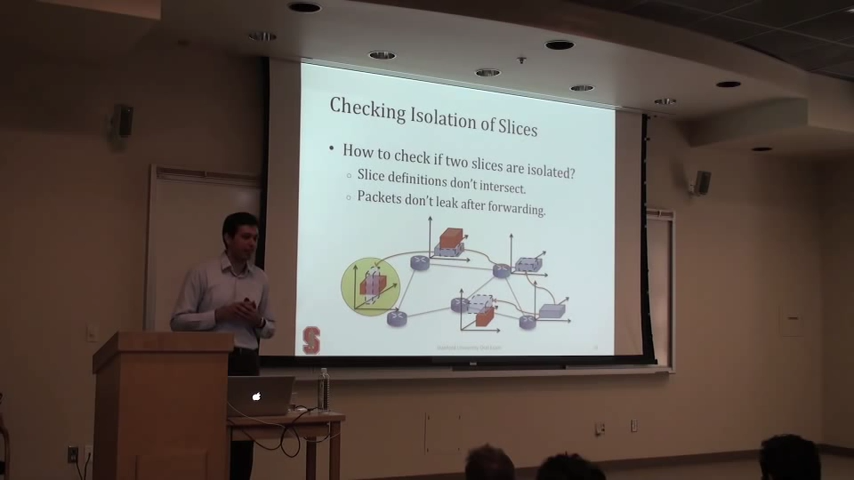 Checking Isolation of Slices
• How to check if two slices are isolated?
○ Slice definitions don't intersect.
○ Packets don't leak after forwarding.
S